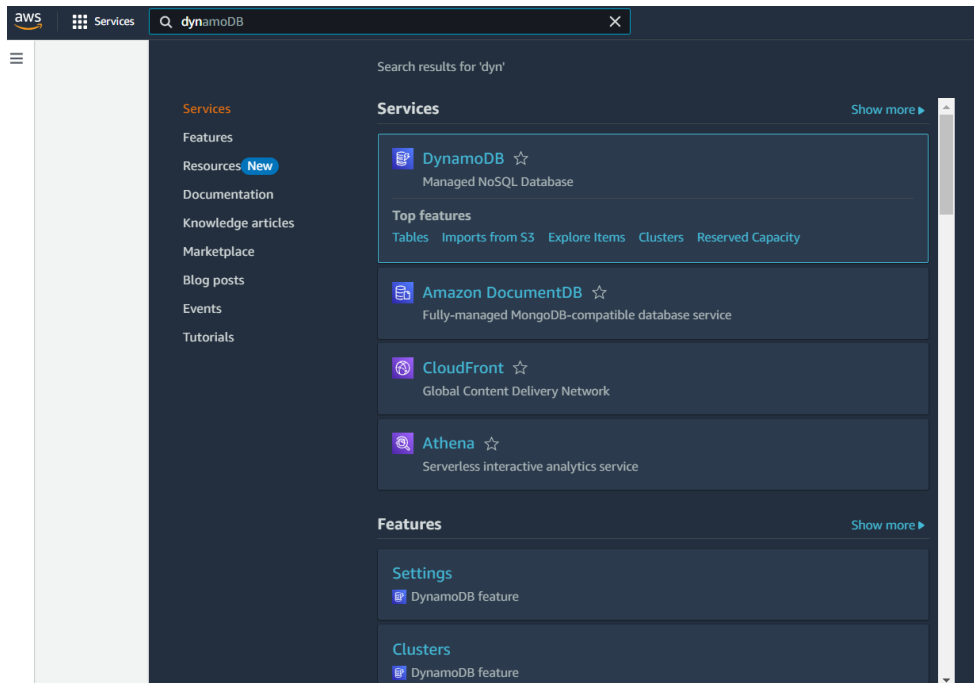 aws
Services
dynamoDB
Search results for 'dyn'
Services
Features
Resources New
Documentation
Knowledge articles
Marketplace
Blog posts
Events
Tutorials
Services
Show more
DynamoDB
Managed NoSQL Database
Top features
Tables Imports from S3 Explore Items Clusters Reserved Capacity
Amazon DocumentDB
Fully-managed MongoDB-compatible database service
CloudFront
Global Content Delivery Network
Athena
Serverless interactive analytics service
Features
Show more
Settings
DynamoDB feature
Clusters
DynamoDB feature